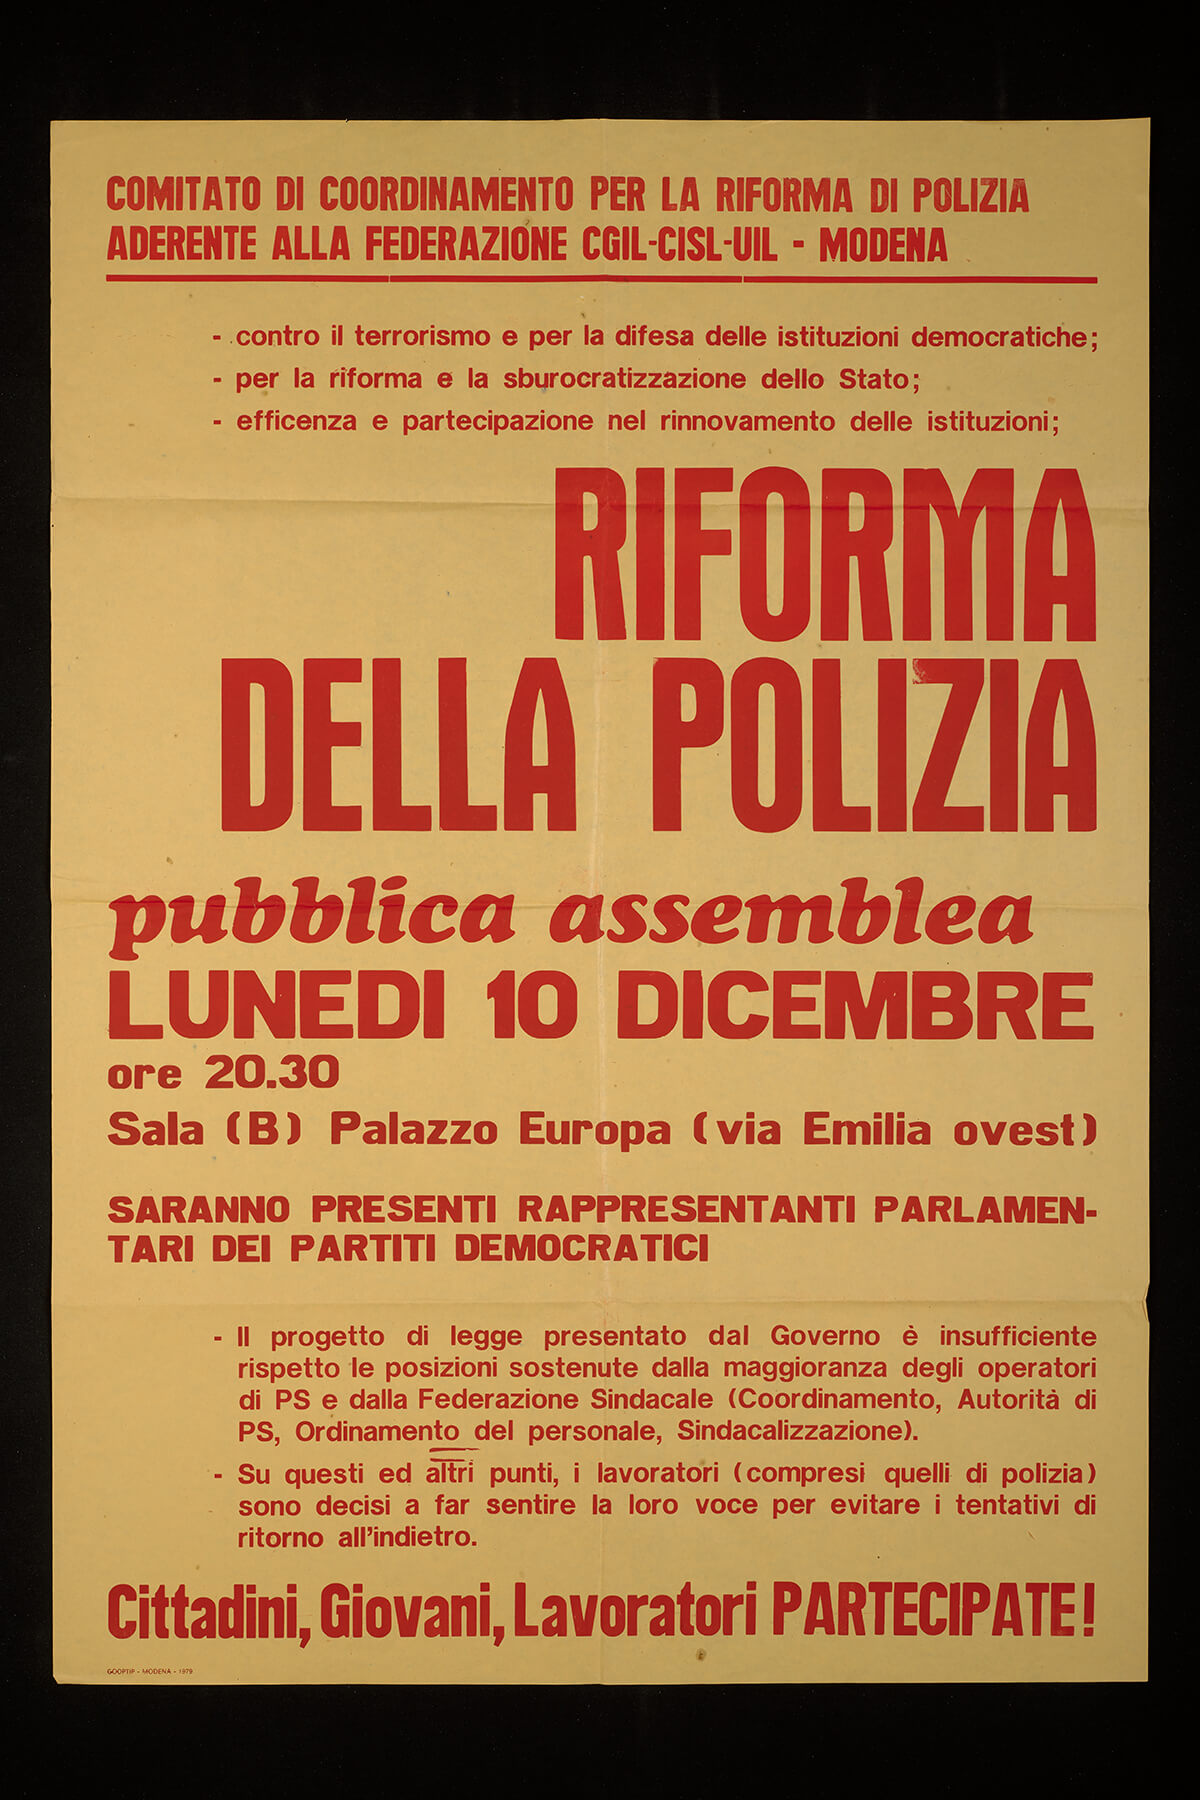 COMITATO DI COORDINAMENTO PER LA RIFORMA DI POLIZIA
ADERENTE ALLA FEDERAZIONE CGIL-CISL-UIL - MODENA
- contro il terrorismo e per la difesa delle istituzioni democratiche;
- per la riforma e la sburocratizzazione dello Stato;
- efficenza e partecipazione nel rinnovamento delle istituzioni;
RIFORMA
DELLA POLIZIA
pubblica assemblea
LUNEDI 10 DICEMBRE
ore 20.30
Sala (B) Palazzo Europa (via Emilia ovest)
SARANNO PRESENTI RAPPRESENTANTI PARLAMEN-
TARI DEI PARTITI DEMOCRATICI
- Il progetto di legge presentato dal Governo è insufficiente
rispetto le posizioni sostenute dalla maggioranza degli operatori
di PS e dalla Federazione Sindacale (Coordinamento, Autorità di
PS, Ordinamento del personale, Sindacalizzazione).
- Su questi ed altri punti, i lavoratori (compresi quelli di polizia)
sono decisi a far sentire la loro voce per evitare i tentativi di
ritorno all'indietro.
Cittadini, Giovani, Lavoratori PARTECIPATE!
COOPTIP - MODENA - 1979